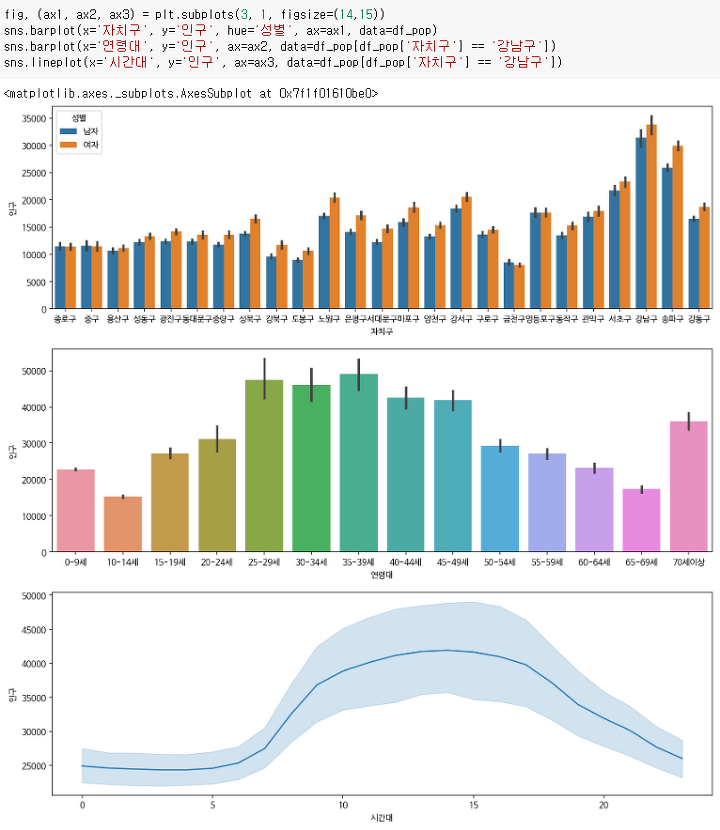 fig, (ax1, ax2, ax3) = plt.subplots(3, 1, figsize=(14,15))
sns.barplot(x='자치구', y='인구', hue='성별', ax=ax1, data=df_pop)
sns.barplot(x='연령대', y='인구', ax=ax2, data=df_pop[df_pop['자치구'] == '강남구'])
sns.lineplot(x='시간대', y='인구', ax=ax3, data=df_pop[df_pop['자치구'] == '강남구'])
<matplotlib.axes._subplots.AxesSubplot at 0x7f1f01610be0>
성별
남자
여자
35000
30000
25000
20000
15000
10000
5000
0
인구
종로구 중구 용산구 성동구 광진구 동대문구 중랑구 성북구 강북구 도봉구 노원구 은평구 서대문구 마포구 양천구 강서구 구로구 금천구 영등포구 동작구 관악구 서초구 강남구 송파구 강동구
자치구
50000
40000
30000
20000
10000
0
인구
0-9세 10-14세 15-19세 20-24세 25-29세 30-34세 35-39세 40-44세 45-49세 50-54세 55-59세 60-64세 65-69세 70세이상
연령대
50000
45000
40000
35000
30000
25000
인구
0 5 10 15 20
시간대